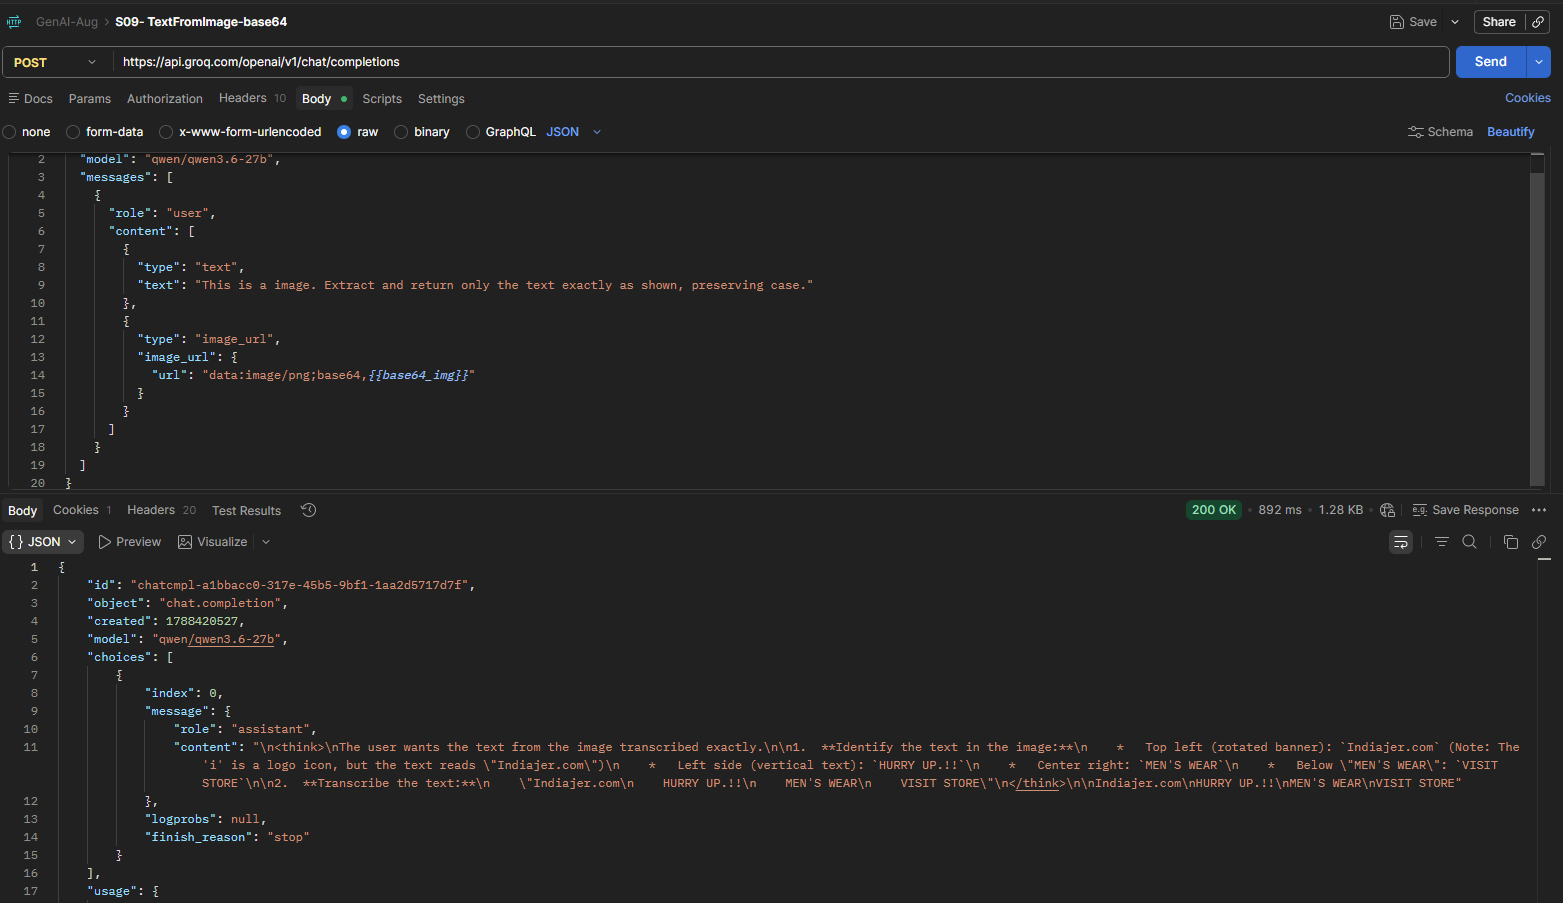 HTTP GenAI-Aug > S09- TextFromImage-base64 Save Share
POST https://api.groq.com/openai/v1/chat/completions Send
Docs Params Authorization Headers 10 Body Scripts Settings Cookies
none form-data x-www-form-urlencoded raw binary GraphQL JSON Schema Beautify
2 "model": "qwen/qwen3.6-27b",
3 "messages": [
4 {
5 "role": "user",
6 "content": [
7 {
8 "type": "text",
9 "text": "This is a image. Extract and return only the text exactly as shown, preserving case."
10 },
11 {
12 "type": "image_url",
13 "image_url": {
14 "url": "data:image/png;base64,{{base64_img}}"
15 }
16 }
17 ]
18 }
19 ]
20 }
Body Cookies 1 Headers 20 Test Results 200 OK • 892 ms • 1.28 KB • e.g. Save Response
{} JSON Preview Visualize
1 {
2 "id": "chatcmpl-a1bbacc0-317e-45b5-9bf1-1aa2d5717d7f",
3 "object": "chat.completion",
4 "created": 1788420527,
5 "model": "qwen/qwen3.6-27b",
6 "choices": [
7 {
8 "index": 0,
9 "message": {
10 "role": "assistant",
11 "content": "\n<think>\nThe user wants the text from the image transcribed exactly.\n\n1.  **Identify the text in the image:**\n    *   Top left (rotated banner): `Indiajer.com` (Note: The
'i' is a logo icon, but the text reads \"Indiajer.com\")\n    *   Left side (vertical text): `HURRY UP.!!`\n    *   Center right: `MEN'S WEAR`\n    *   Below \"MEN'S WEAR\": `VISIT
STORE`\n\n2.  **Transcribe the text:**\n    \"Indiajer.com\n    HURRY UP.!!\n    MEN'S WEAR\n    VISIT STORE\"\n</think>\n\nIndiajer.com\nHURRY UP.!!\nMEN'S WEAR\nVISIT STORE"
12 },
13 "logprobs": null,
14 "finish_reason": "stop"
15 }
16 ],
17 "usage": {